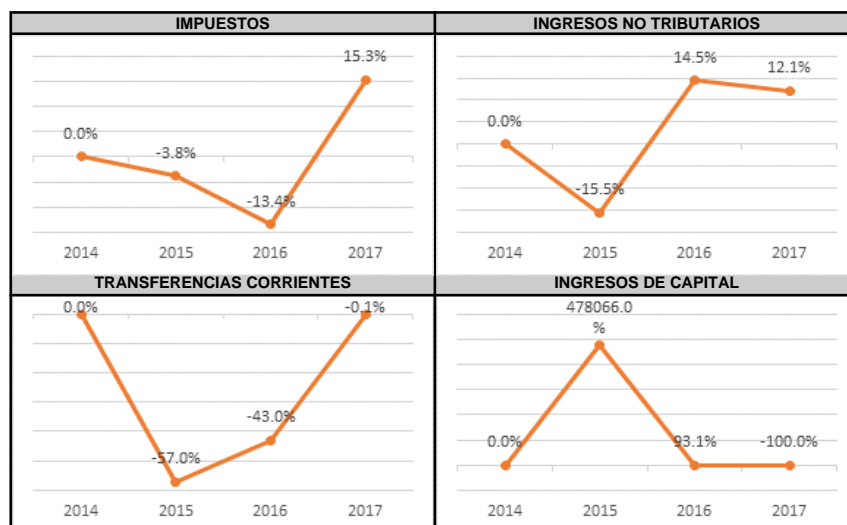 IMPUESTOS
15.3%
0.0%
-3.8%
-13.4%
2014 2015 2016 2017
INGRESOS NO TRIBUTARIOS
14.5%
12.1%
0.0%
-15.5%
2014 2015 2016 2017
TRANSFERENCIAS CORRIENTES
0.0% -0.1%
-43.0%
-57.0%
2014 2015 2016 2017
INGRESOS DE CAPITAL
478066.0
%
0.0% 93.1% -100.0%
2014 2015 2016 2017